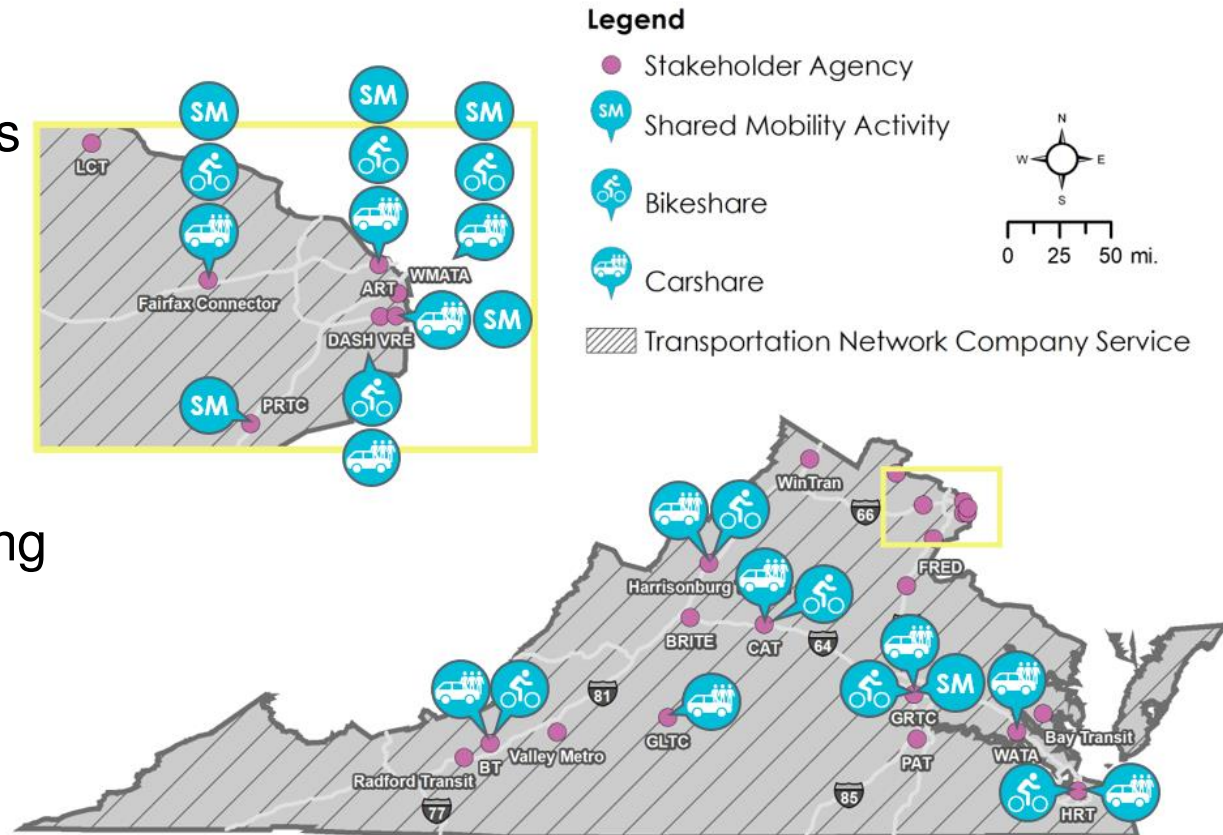 s
ng
Legend
Stakeholder Agency
SM
Shared Mobility Activity
Bikeshare
Carshare
Transportation Network Company Service
N
W
E
S
0 25 50 mi.
SM
SM
SM
LCT
WMATA
ART
Fairfax Connector
SM
DASH VRE
SM
PRTC
WinTran
66
FRED
Harrisonburg
BRITE
CAT
64
81
SM
GRTC
GLTC
Bay Transit
Valley Metro
BT
WATA
PAT
Radford Transit
77
85
HRT